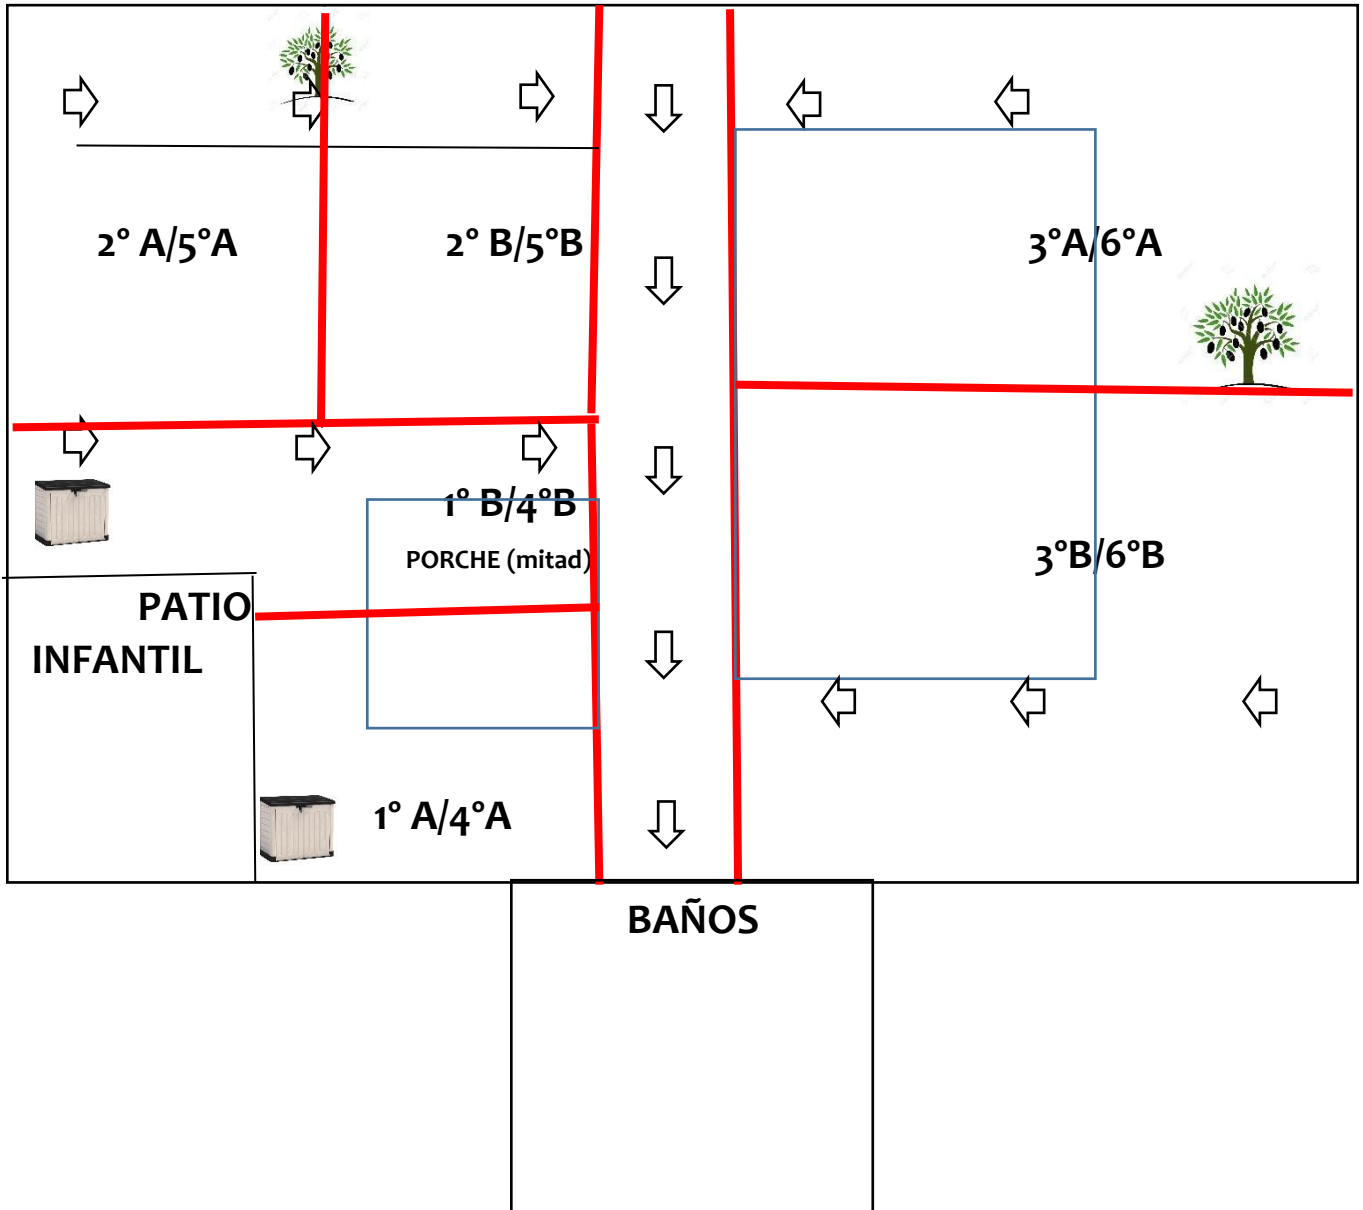 2° A/5°A
2° B/5°B
3°A/6°A
1° B/4°B
PORCHE (mitad)
3°B/6°B
PATIO
INFANTIL
1° A/4°A
BAÑOS